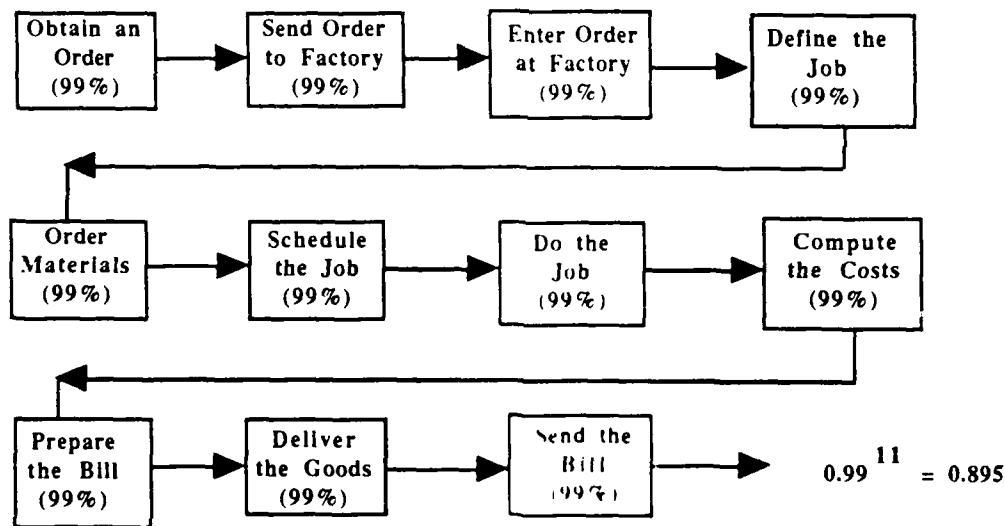 Obtain an
Order
(99%)
Send Order
to Factory
(99%)
Enter Order
at Factory
(99%)
Define the
Job
(99%)
Order
Materials
(99%)
Schedule
the Job
(99%)
Do the
Job
(99%)
Compute
the Costs
(99%)
Prepare
the Bill
(99%)
Deliver
the Goods
(99%)
Send the
Bill
(99%)
0.99 11 = 0.895